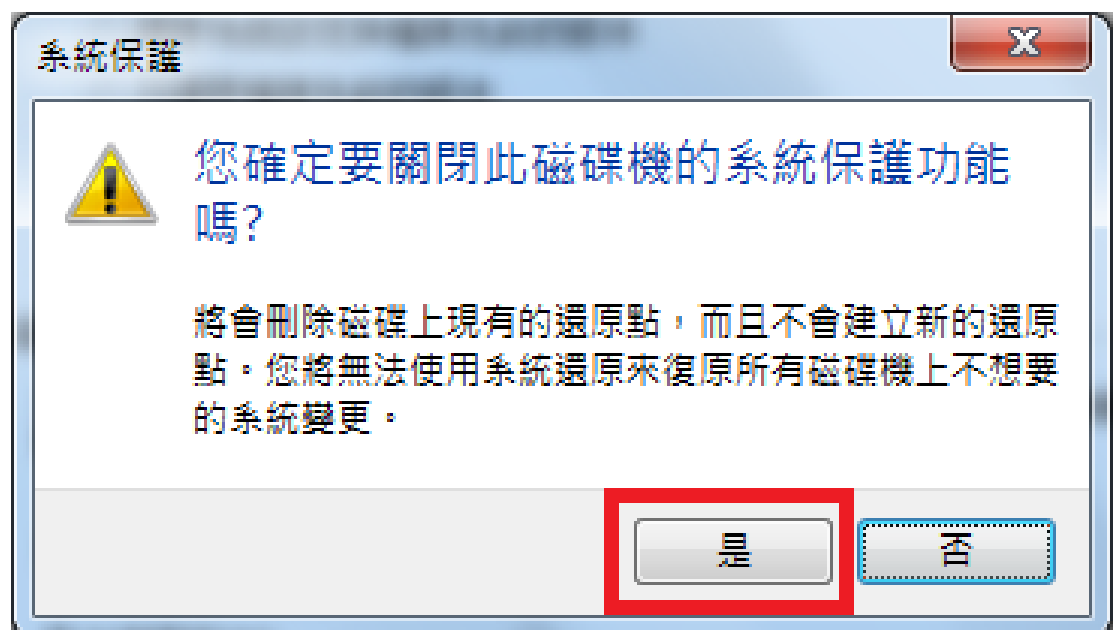 系統保護
您確定要關閉此磁碟機的系統保護功能
嗎?
將會刪除磁碟上現有的還原點，而且不會建立新的還原
點。您將無法使用系統還原來復原所有磁碟機上不想要
的系統變更。
是
否